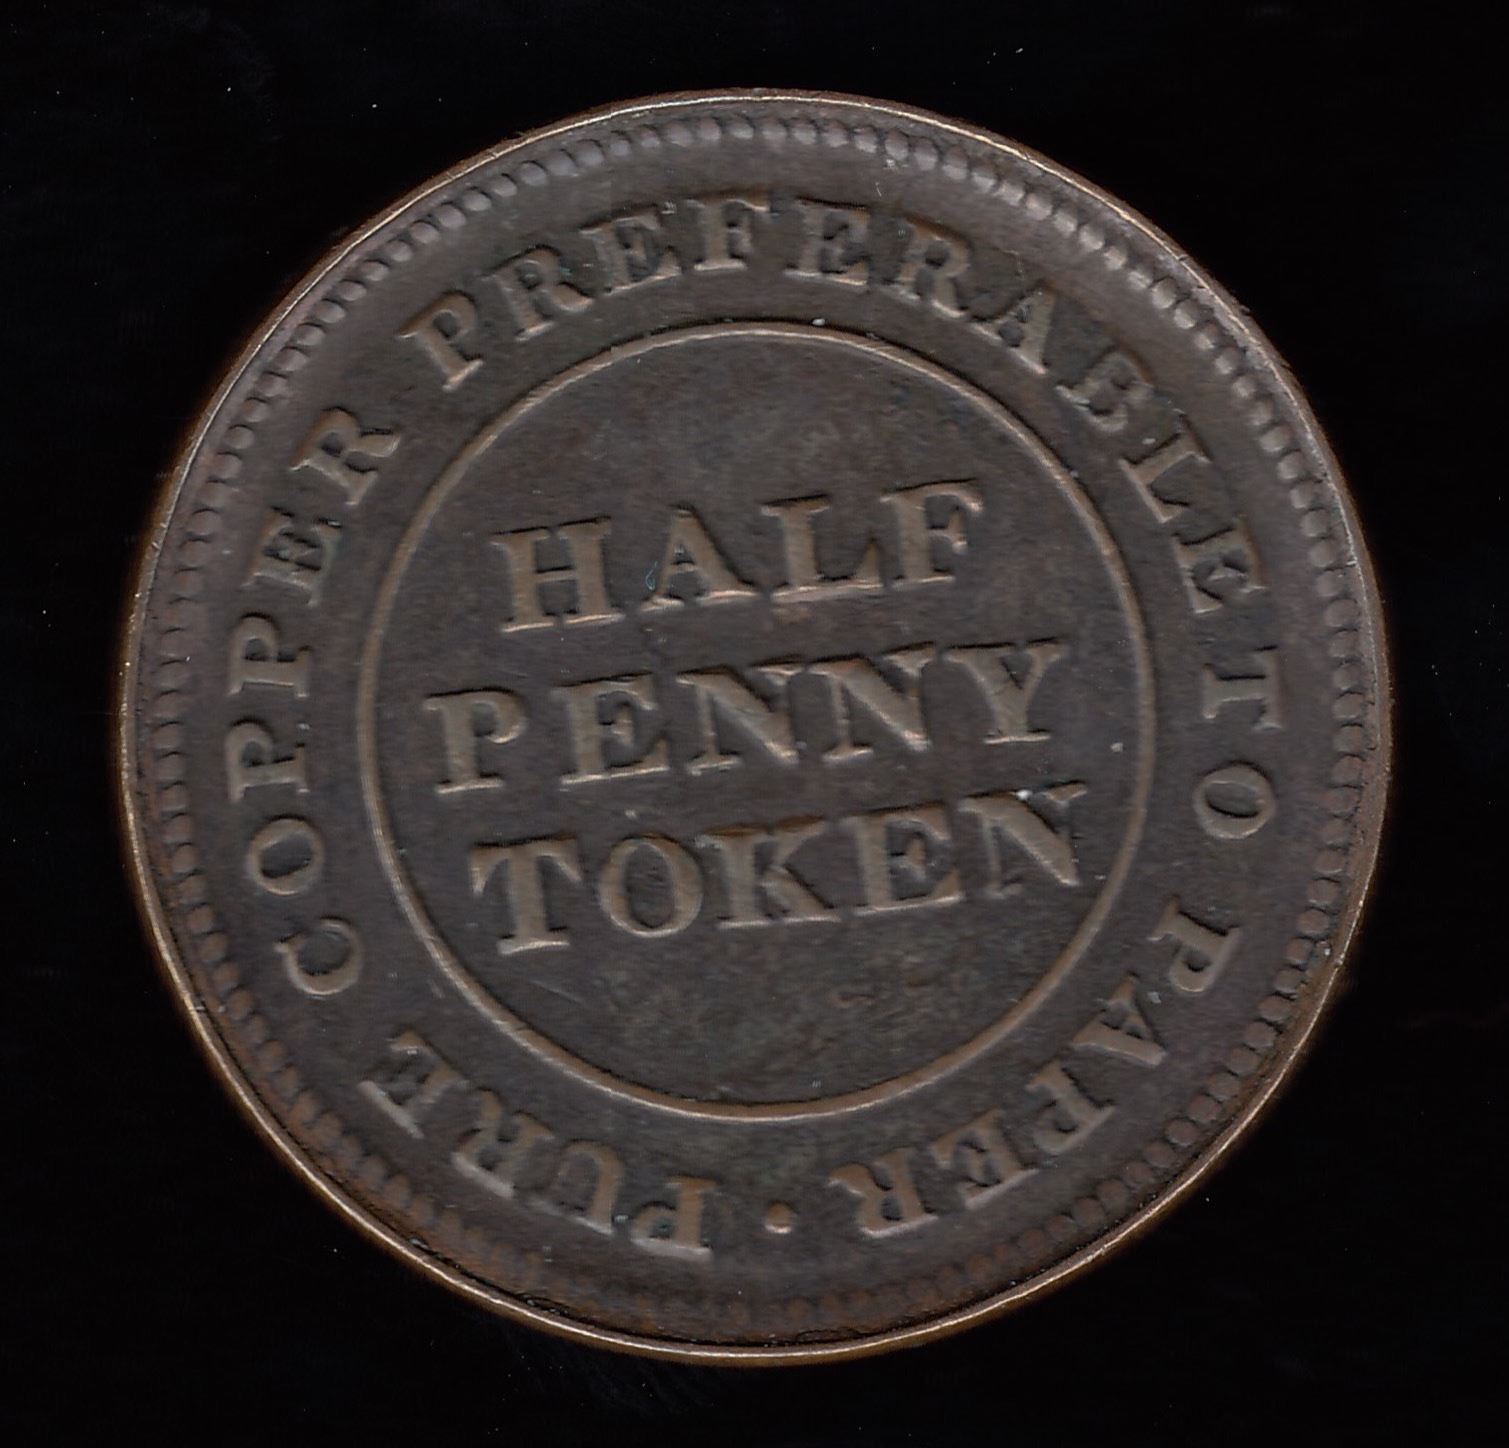 PURE COPPER PREFERABLE TO PAPER ·
HALF
PENNY
TOKEN